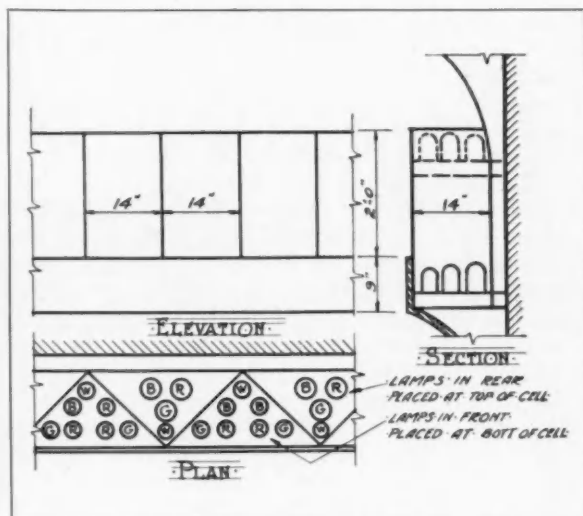 14" 14"
2'-0"
9"
14"
·ELEVATION·
·SECTION·
W B R W B R
B R G B B G
G R R G W G R R G W
LAMPS IN REAR
PLACED AT TOP OF CELL
LAMPS IN FRONT
PLACED AT BOTT OF CELL
·PLAN·